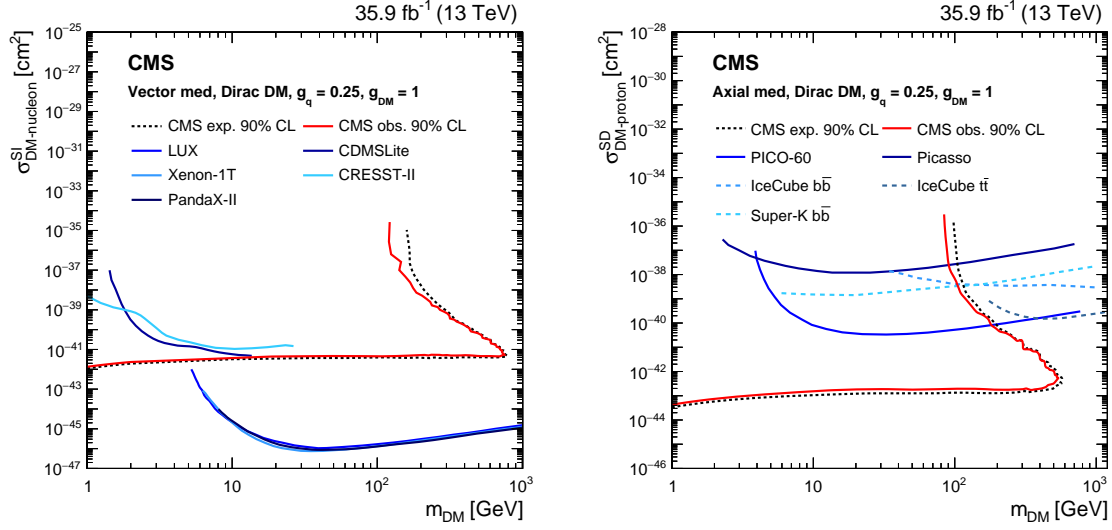 35.9 fb⁻¹ (13 TeV)
CMS
Vector med, Dirac DM, g_q = 0.25, g_DM = 1
CMS exp. 90% CL
CMS obs. 90% CL
LUX
CDMSLite
Xenon-1T
CRESST-II
PandaX-II
σ^SI_DM-nucleon [cm²]
10⁻²⁵
10⁻²⁷
10⁻²⁹
10⁻³¹
10⁻³³
10⁻³⁵
10⁻³⁷
10⁻³⁹
10⁻⁴¹
10⁻⁴³
10⁻⁴⁵
10⁻⁴⁷
1
10
10²
10³
m_DM [GeV]
35.9 fb⁻¹ (13 TeV)
CMS
Axial med, Dirac DM, g_q = 0.25, g_DM = 1
CMS exp. 90% CL
CMS obs. 90% CL
PICO-60
Picasso
IceCube bb̅
IceCube tt̅
Super-K bb̅
σ^SD_DM-proton [cm²]
10⁻²⁸
10⁻³⁰
10⁻³²
10⁻³⁴
10⁻³⁶
10⁻³⁸
10⁻⁴⁰
10⁻⁴²
10⁻⁴⁴
10⁻⁴⁶
1
10
10²
10³
m_DM [GeV]